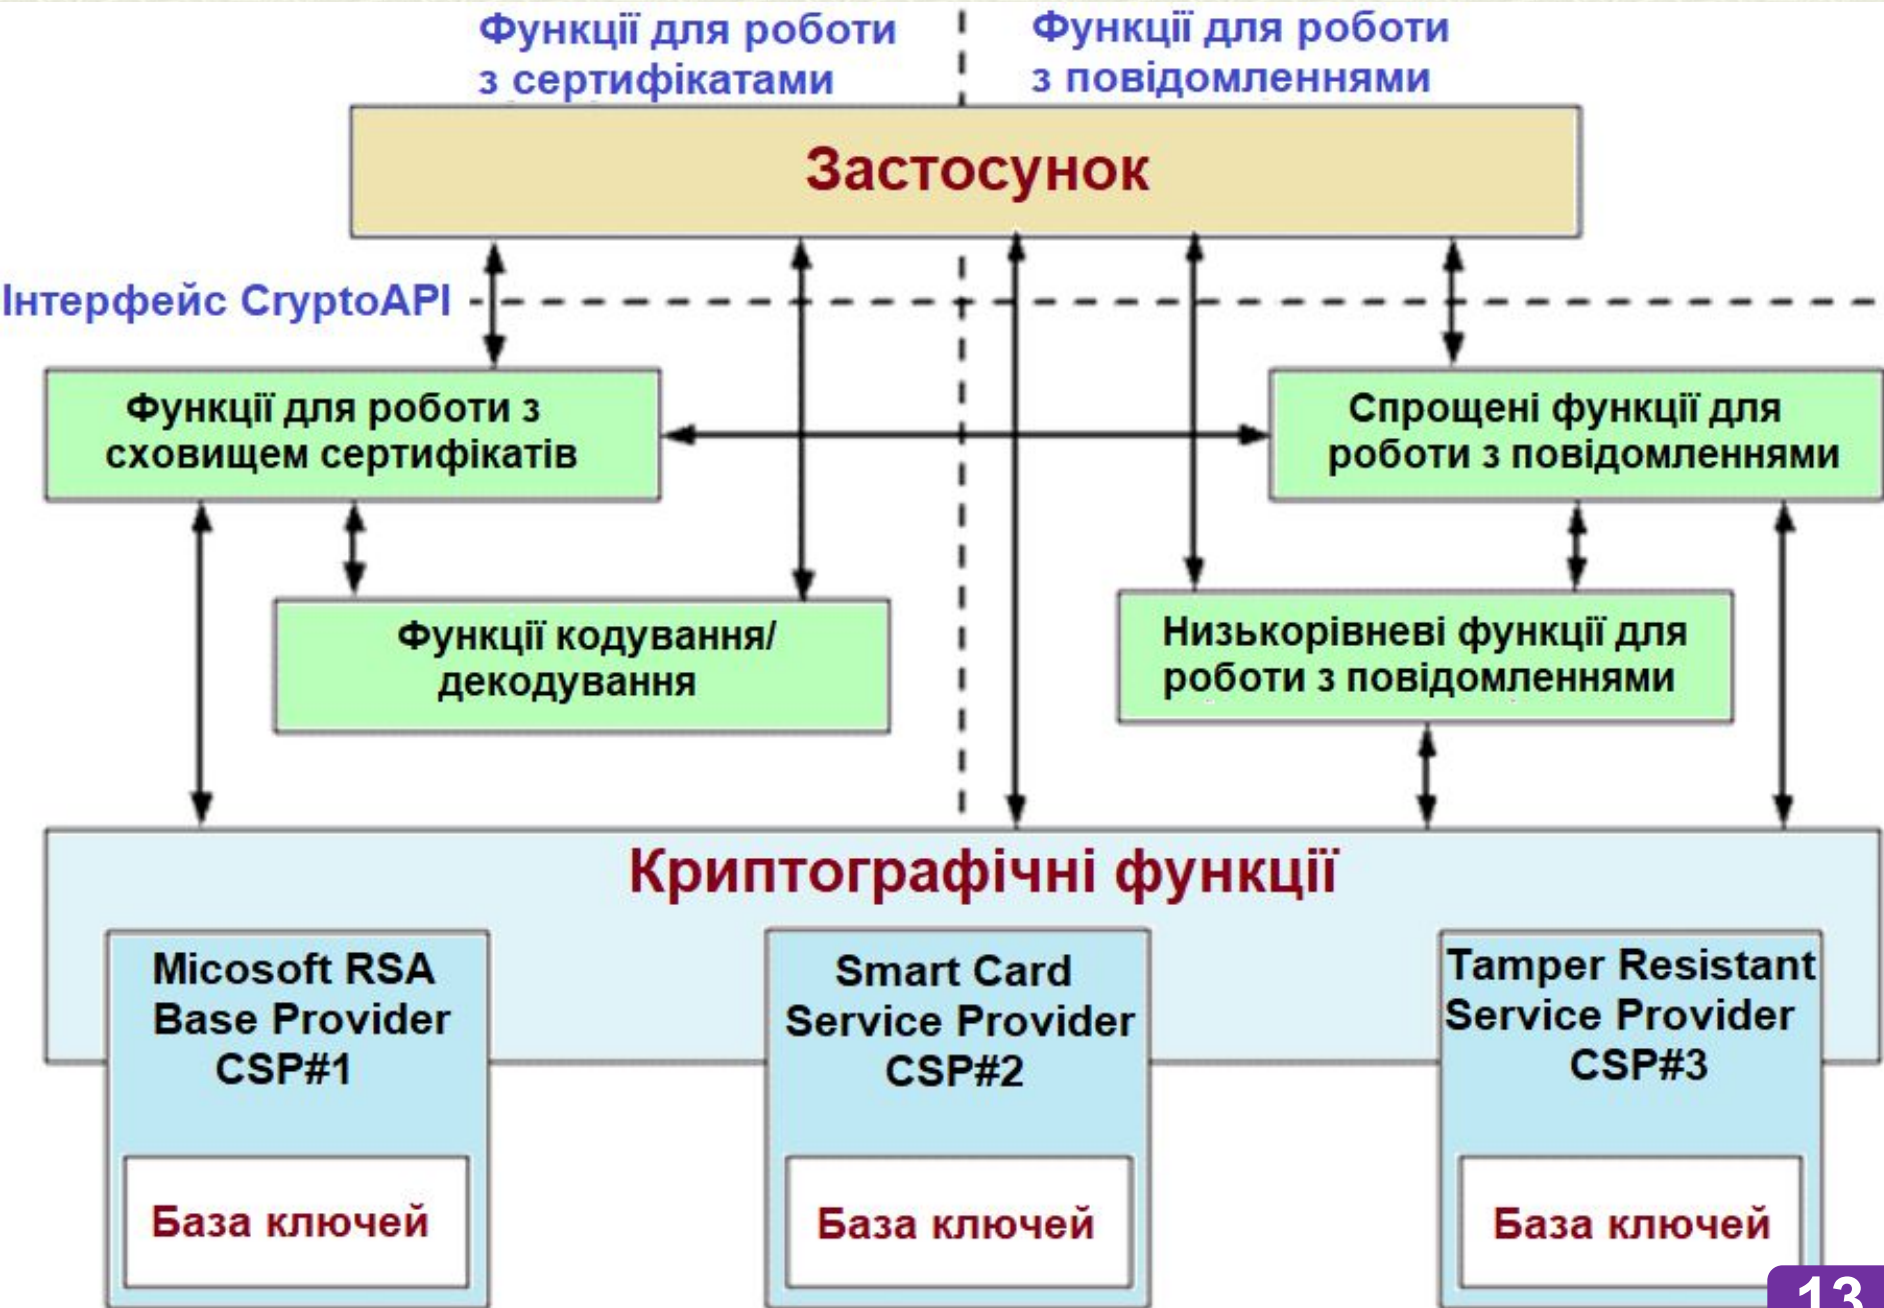 Функції для роботи
з сертифікатами
Функції для роботи
з повідомленнями
Застосунок
Інтерфейс CryptoAPI
Функції для роботи з
сховищем сертифікатів
Спрощені функції для
роботи з повідомленнями
Функції кодування/
декодування
Низькорівневі функції для
роботи з повідомленнями
Криптографічні функції
Micosoft RSA
Base Provider
CSP#1
База ключей
Smart Card
Service Provider
CSP#2
База ключей
Tamper Resistant
Service Provider
CSP#3
База ключей
13